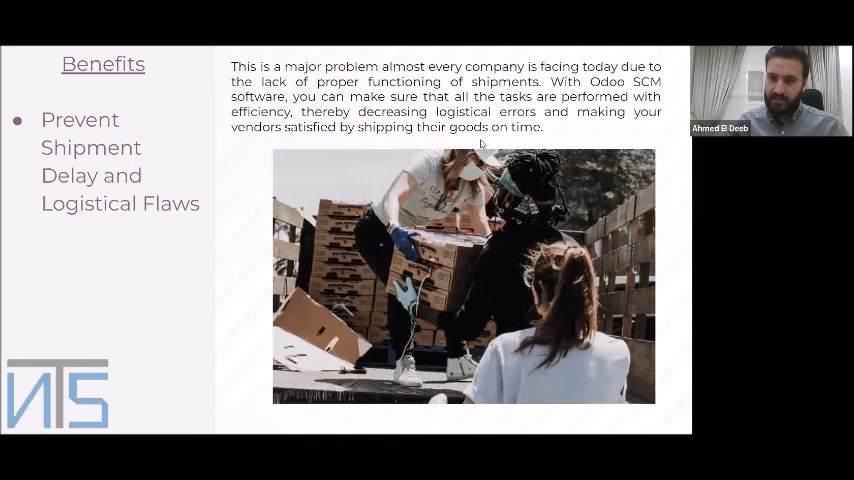 Benefits
This is a major problem almost every company is facing today due to
the lack of proper functioning of shipments. With Odoo SCM
software, you can make sure that all the tasks are performed with
efficiency, thereby decreasing logistical errors and making your
vendors satisfied by shipping their goods on time.
● Prevent
Shipment
Delay and
Logistical Flaws
NTS
Ahmed El Deeb